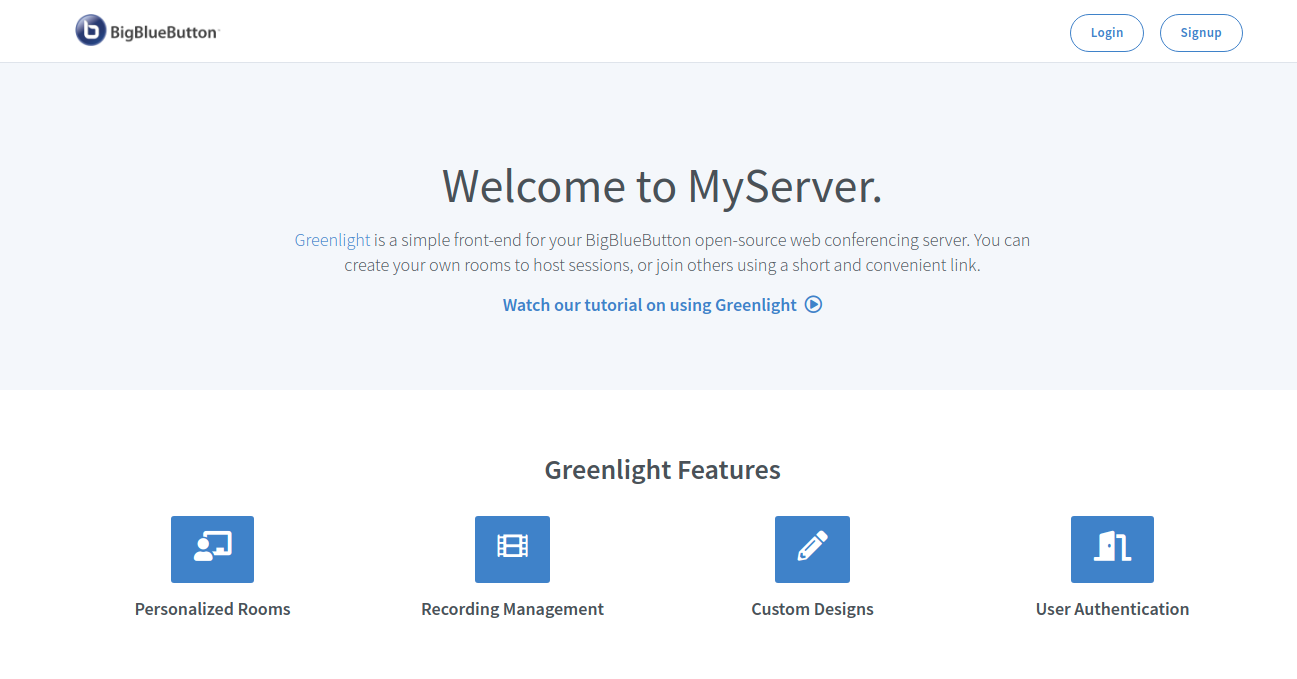 BigBlueButton
Login
Signup
Welcome to MyServer.
Greenlight is a simple front-end for your BigBlueButton open-source web conferencing server. You can
create your own rooms to host sessions, or join others using a short and convenient link.
Watch our tutorial on using Greenlight
Greenlight Features
Personalized Rooms
Recording Management
Custom Designs
User Authentication